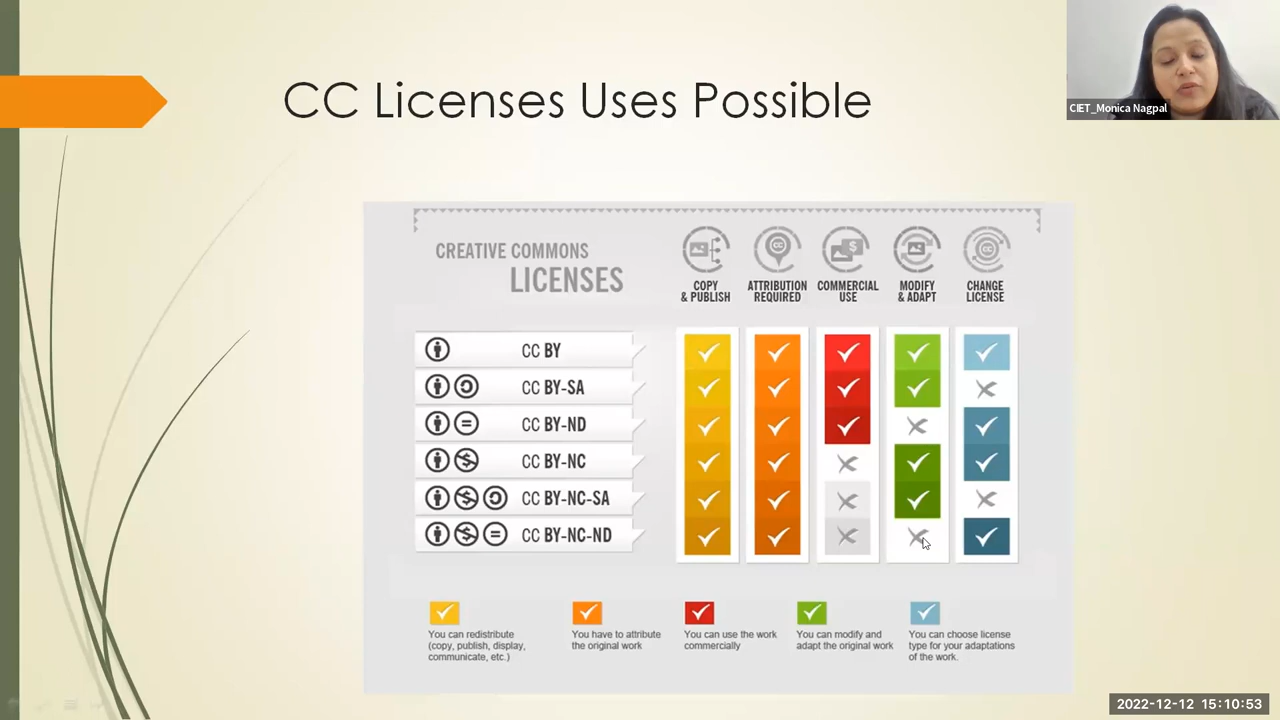 CC Licenses Uses Possible
CIET_Monica Nagpal
CREATIVE COMMONS
LICENSES
COPY
& PUBLISH
ATTRIBUTION
REQUIRED
COMMERCIAL
USE
MODIFY
& ADAPT
CHANGE
LICENSE
CC BY
CC BY-SA
CC BY-ND
CC BY-NC
CC BY-NC-SA
CC BY-NC-ND
You can redistribute
(copy, publish, display,
communicate, etc.)
You have to attribute
the original work
You can use the work
commercially
You can modify and
adapt the original work
You can choose license
type for your adaptations
of the work.
2022-12-12 15:10:53